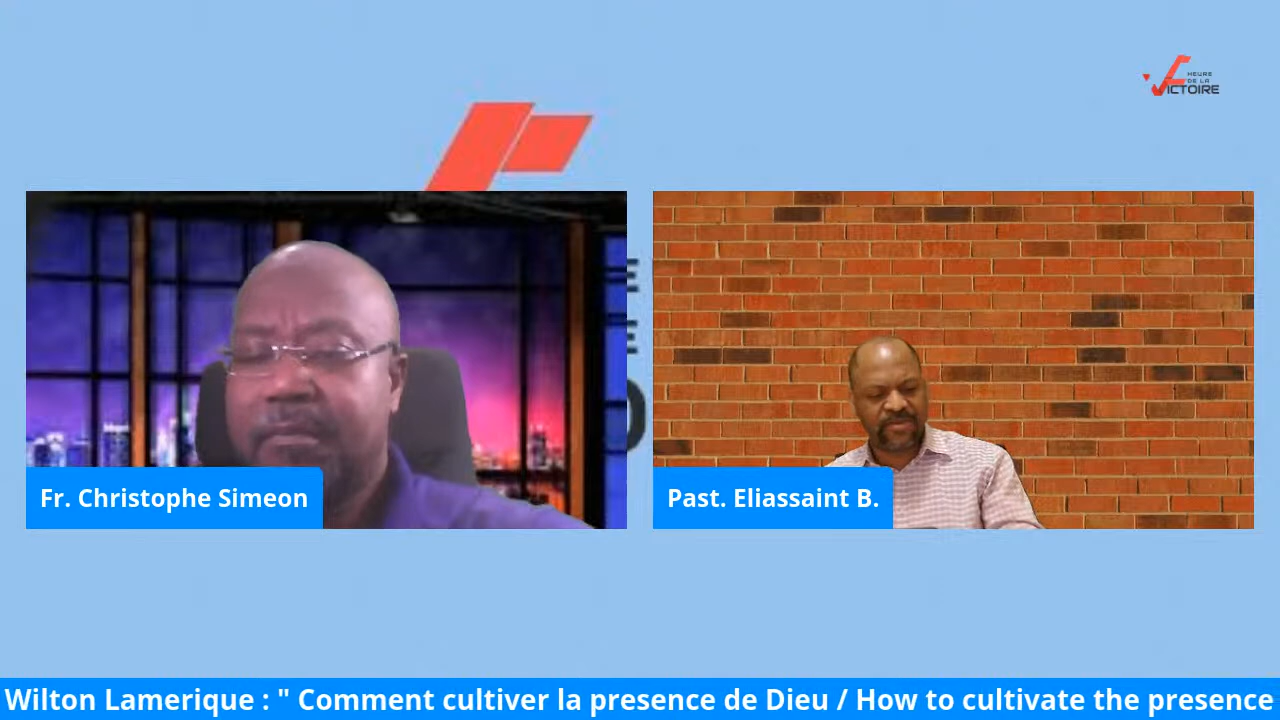 HEURE
DE LA
VICTOIRE
E
E
Fr. Christophe Simeon
Past. Eliassaint B.
Wilton Lamerique : " Comment cultiver la presence de Dieu / How to cultivate the presence